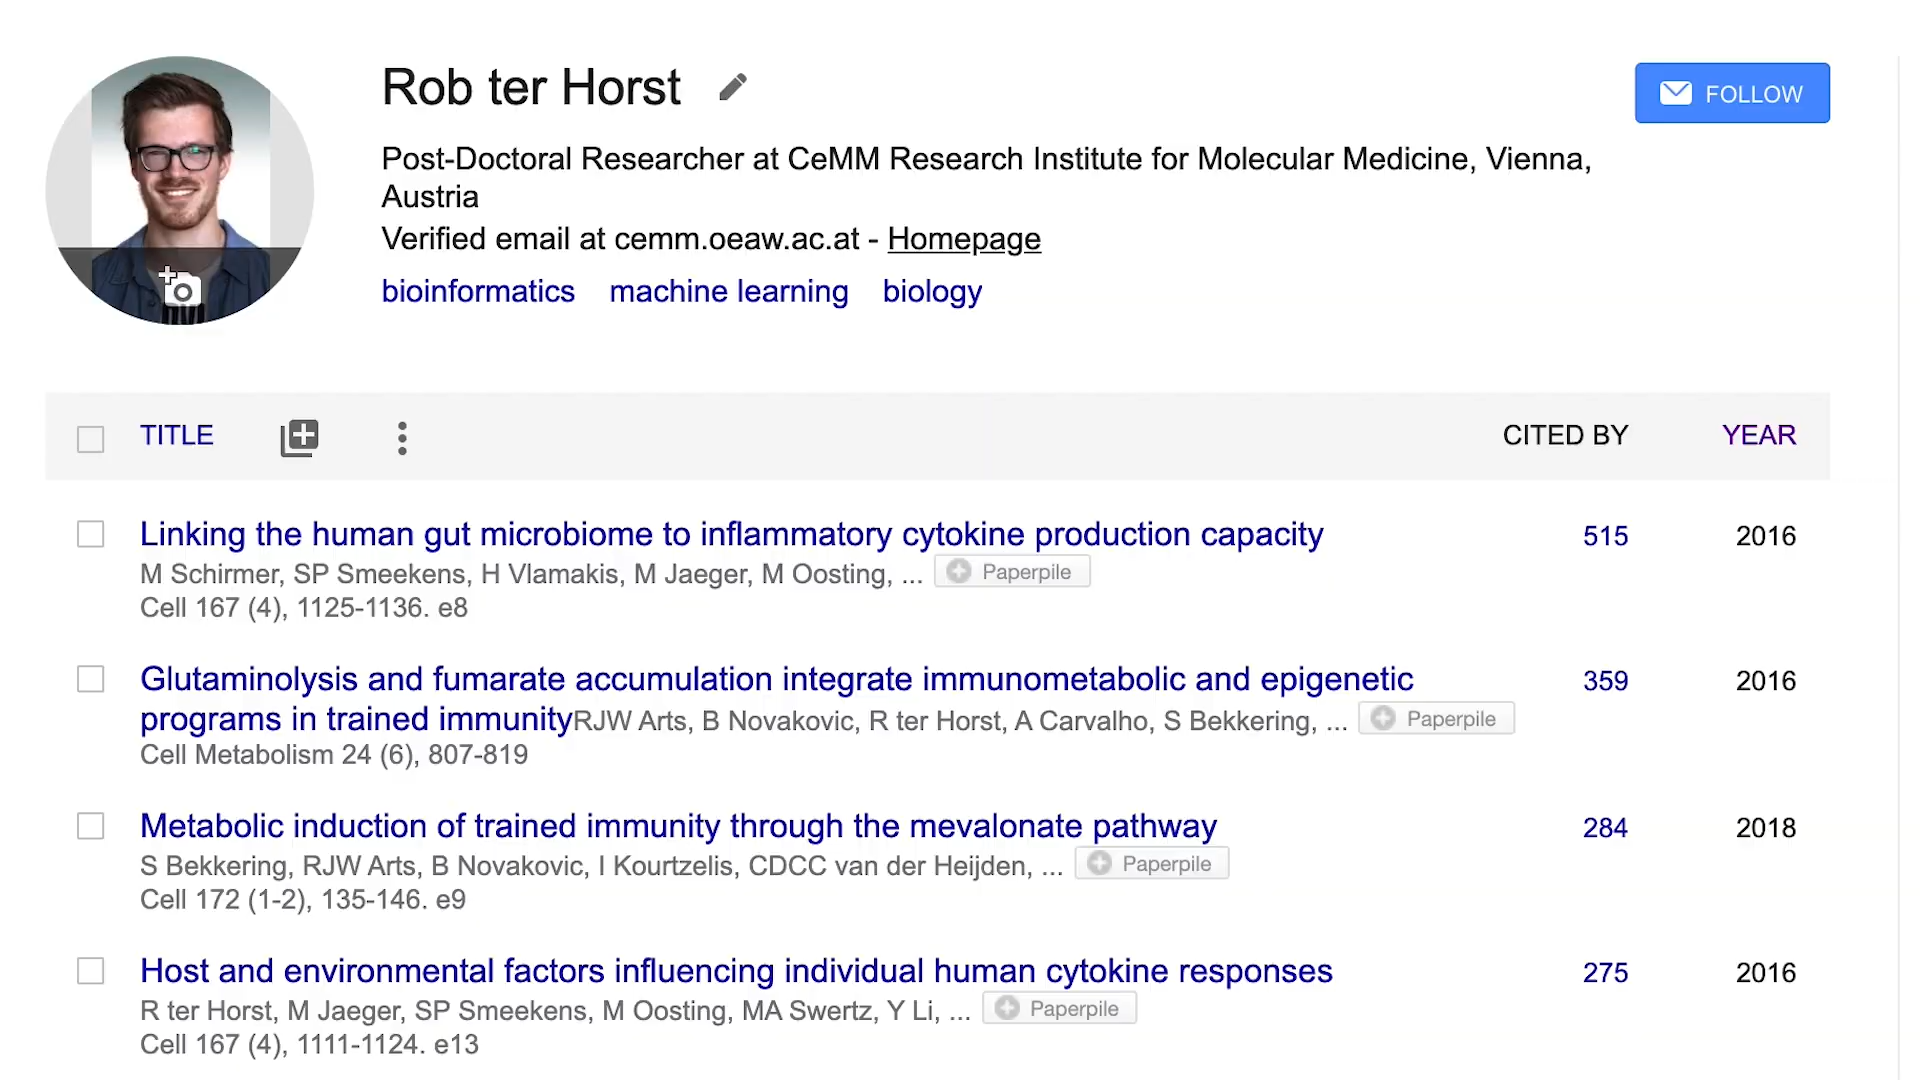 Rob ter Horst
FOLLOW
Post-Doctoral Researcher at CeMM Research Institute for Molecular Medicine, Vienna,
Austria
Verified email at cemm.oeaw.ac.at - Homepage
bioinformatics machine learning biology
TITLE CITED BY YEAR
Linking the human gut microbiome to inflammatory cytokine production capacity 515 2016
M Schirmer, SP Smeekens, H Vlamakis, M Jaeger, M Oosting, ... Paperpile
Cell 167 (4), 1125-1136. e8
Glutaminolysis and fumarate accumulation integrate immunometabolic and epigenetic 359 2016
programs in trained immunityRJW Arts, B Novakovic, R ter Horst, A Carvalho, S Bekkering, ... Paperpile
Cell Metabolism 24 (6), 807-819
Metabolic induction of trained immunity through the mevalonate pathway 284 2018
S Bekkering, RJW Arts, B Novakovic, I Kourtzelis, CDCC van der Heijden, ... Paperpile
Cell 172 (1-2), 135-146. e9
Host and environmental factors influencing individual human cytokine responses 275 2016
R ter Horst, M Jaeger, SP Smeekens, M Oosting, MA Swertz, Y Li, ... Paperpile
Cell 167 (4), 1111-1124. e13